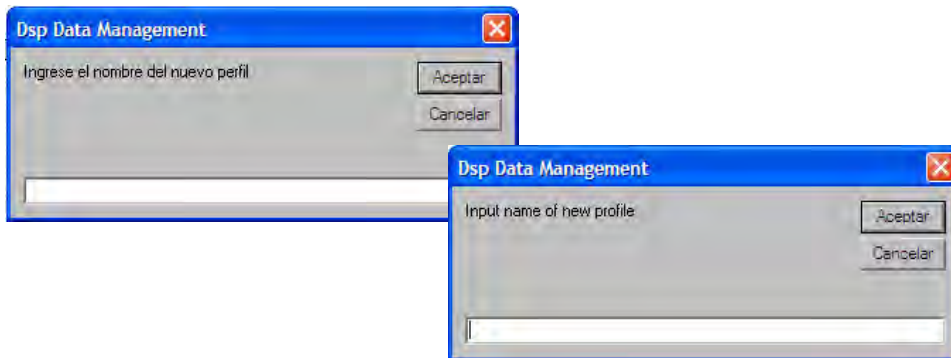 Dsp Data Management
Ingrese el nombre del nuevo perfil
Aceptar
Cancelar
Dsp Data Management
Input name of new profile
Aceptar
Cancelar